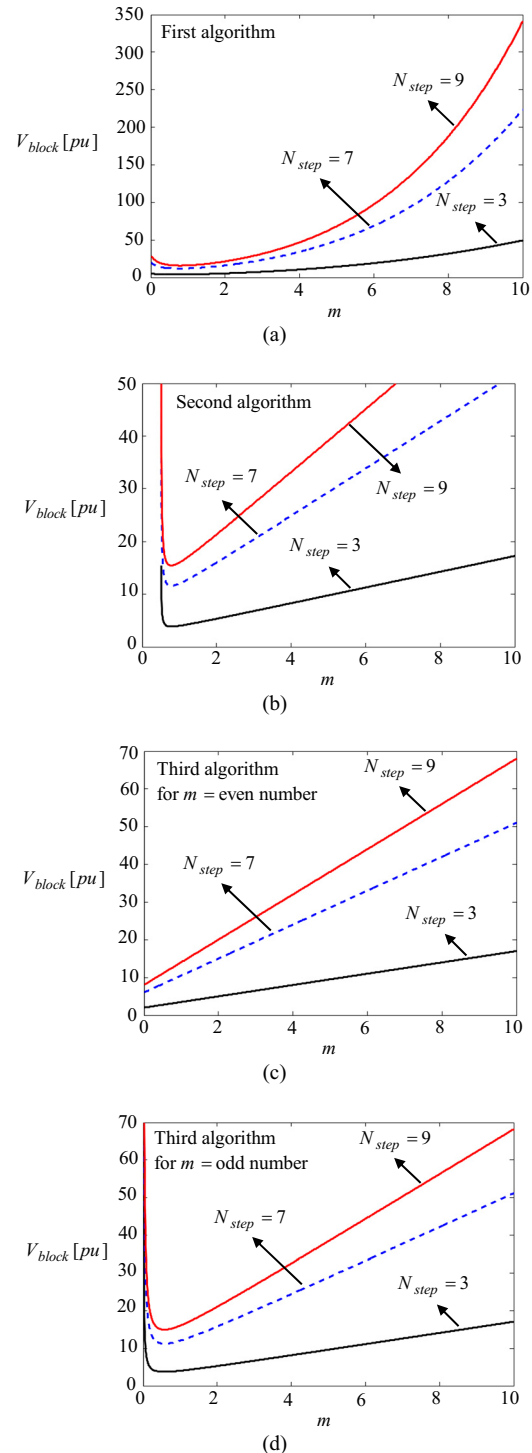 First algorithm
350
300
250
200
150
100
50
0
V_block [pu]
N_step = 9
N_step = 7
N_step = 3
0 2 4 6 8 10
m
(a)
Second algorithm
50
40
30
20
10
0
V_block [pu]
N_step = 7
N_step = 9
N_step = 3
0 2 4 6 8 10
m
(b)
Third algorithm
for m = even number
70
60
50
40
30
20
10
0
V_block [pu]
N_step = 9
N_step = 7
N_step = 3
0 2 4 6 8 10
m
(c)
Third algorithm
for m = odd number
70
60
50
40
30
20
10
0
V_block [pu]
N_step = 9
N_step = 7
N_step = 3
0 2 4 6 8 10
m
(d)